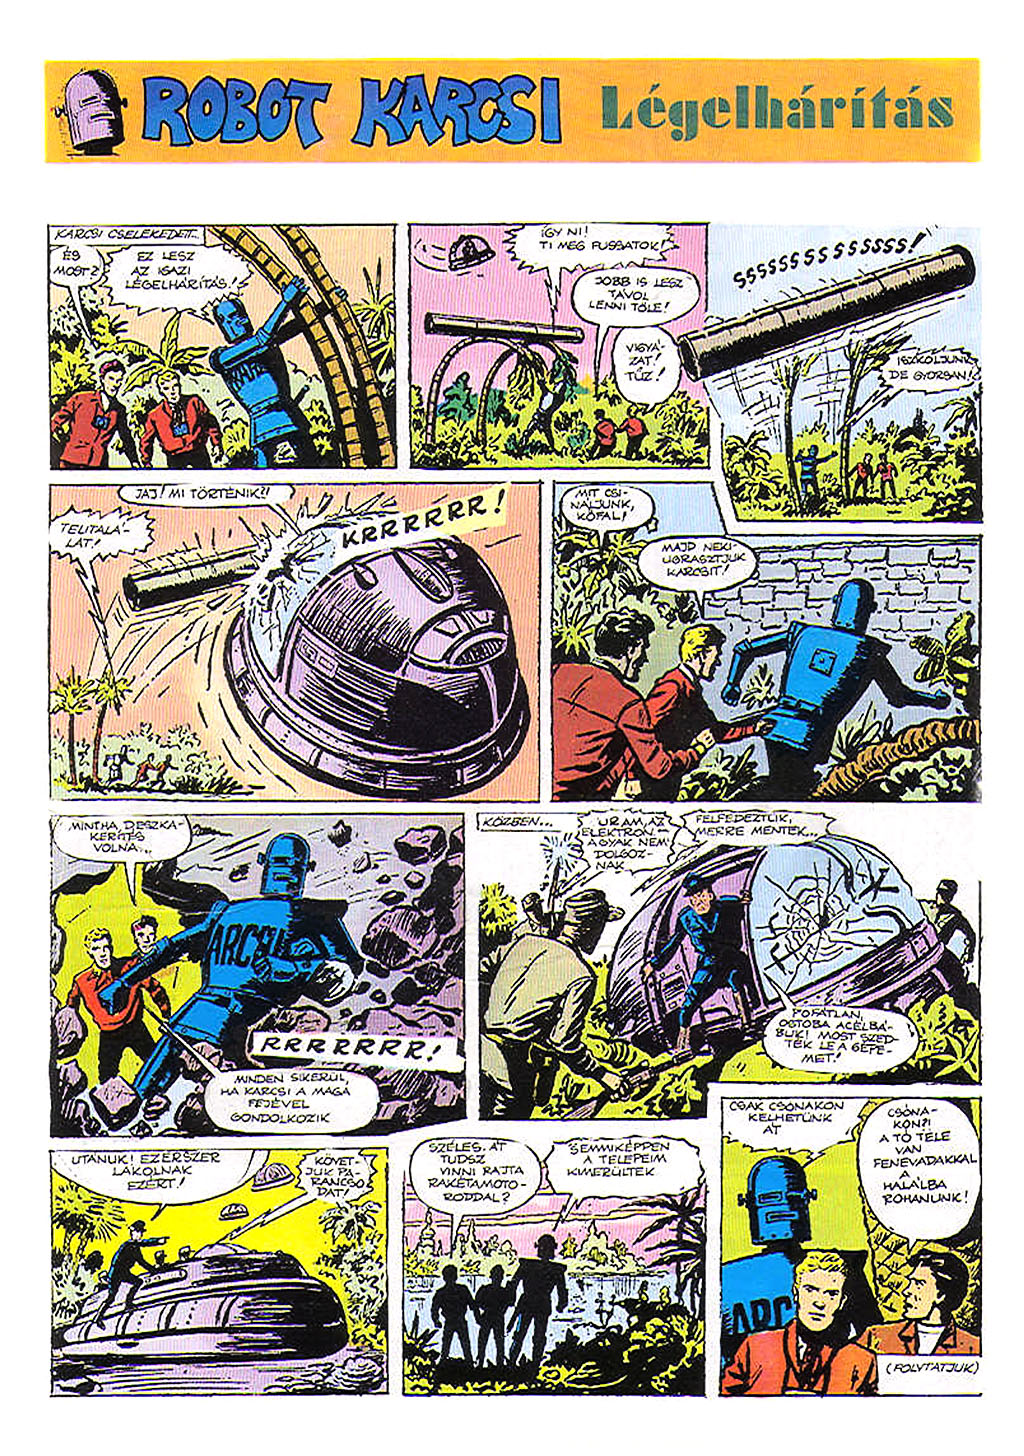 ROBOT KARCSI Légelhárítás
KARCSI CSELEKEDETT...
ÉS
MOST?
EZ LESZ
AZ IGAZI
LÉGELHÁRÍTÁS!
ÍGY NI!
TI MEG FUSSATOK!
JOBB IS LESZ
TÁVOL
LENNI TŐLE!
VIGYÁ-
ZAT!
TŰZ!
SSSSSSSSSSSSSS!
ISZKOLJUNK,
DE GYORSAN!
JAJ! MI TÖRTÉNIK?!
TELITALÁ-
LAT!
KRRRRRRR!
MIT CSI-
NÁLJUNK,
KŐFAL!
MAJD NEKI-
UGRASZTJUK
KARCSIT!
MINTHA DESZKA-
KERÍTÉS
VOLNA...
KARCSI
ARCSI
RRRRRRR!
MINDEN SIKERÜL,
HA KARCSI A MAGA
FEJÉVEL
GONDOLKOZIK
KÖZBEN...
URAM, AZ
ELEKTRON-
AGYAK NEM
DOLGOZ-
NAK
FELFEDEZTÜK,
MERRE MENTEK...
POFÁTLAN,
OSTOBA ACÉLBÁ-
BUK! MOST SZED-
TÉK LE A GÉPE-
MET!
UTÁNUK! EZERSZER
LAKOLNAK
EZÉRT!
KÖVET-
JÜK PA-
RANCSO-
DAT!
SZÉLES. ÁT
TUDSZ
VINNI RAJTA
RAKÉTAMOTO-
RODDAL?
SEMMIKÉPPEN
A TELEPEIM
KIMERÜLTEK
CSAK CSÓNAKON
KELHETÜNK
ÁT
CSÓNA-
KON?!
A TÓ TELE
VAN
FENEVADAKKAL
A
HALÁLBA
ROHANUNK!
ARC
(FOLYTATJUK)